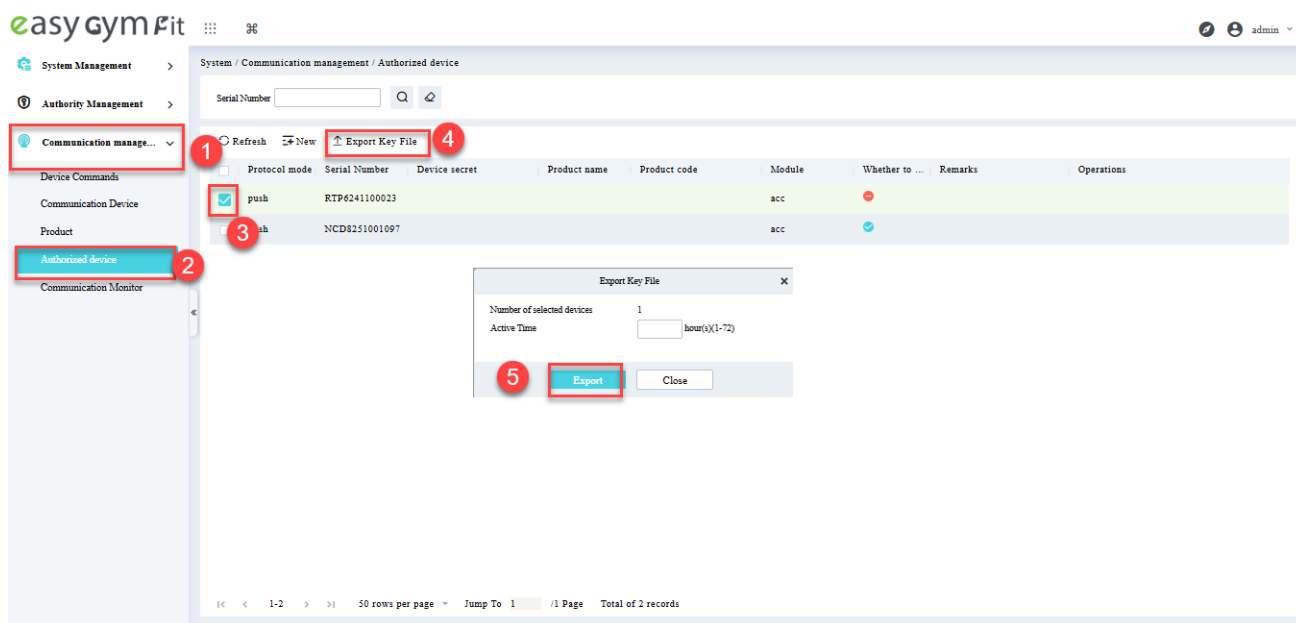 easy Gym Fit
admin
System Management
System / Communication management / Authorized device
Authority Management
Serial Number
Communication manage...
1
Refresh New Export Key File 4
Protocol mode Serial Number Device secret Product name Product code Module Whether to ... Remarks Operations
Device Commands
push RTP6241100023 acc
Communication Device
3
NCD8251001097 acc
Product
Authorized device 2
Communication Monitor
Export Key File
Number of selected devices 1
Active Time hour(s)(1-72)
5 Export Close
1-2 50 rows per page Jump To 1 /1 Page Total of 2 records